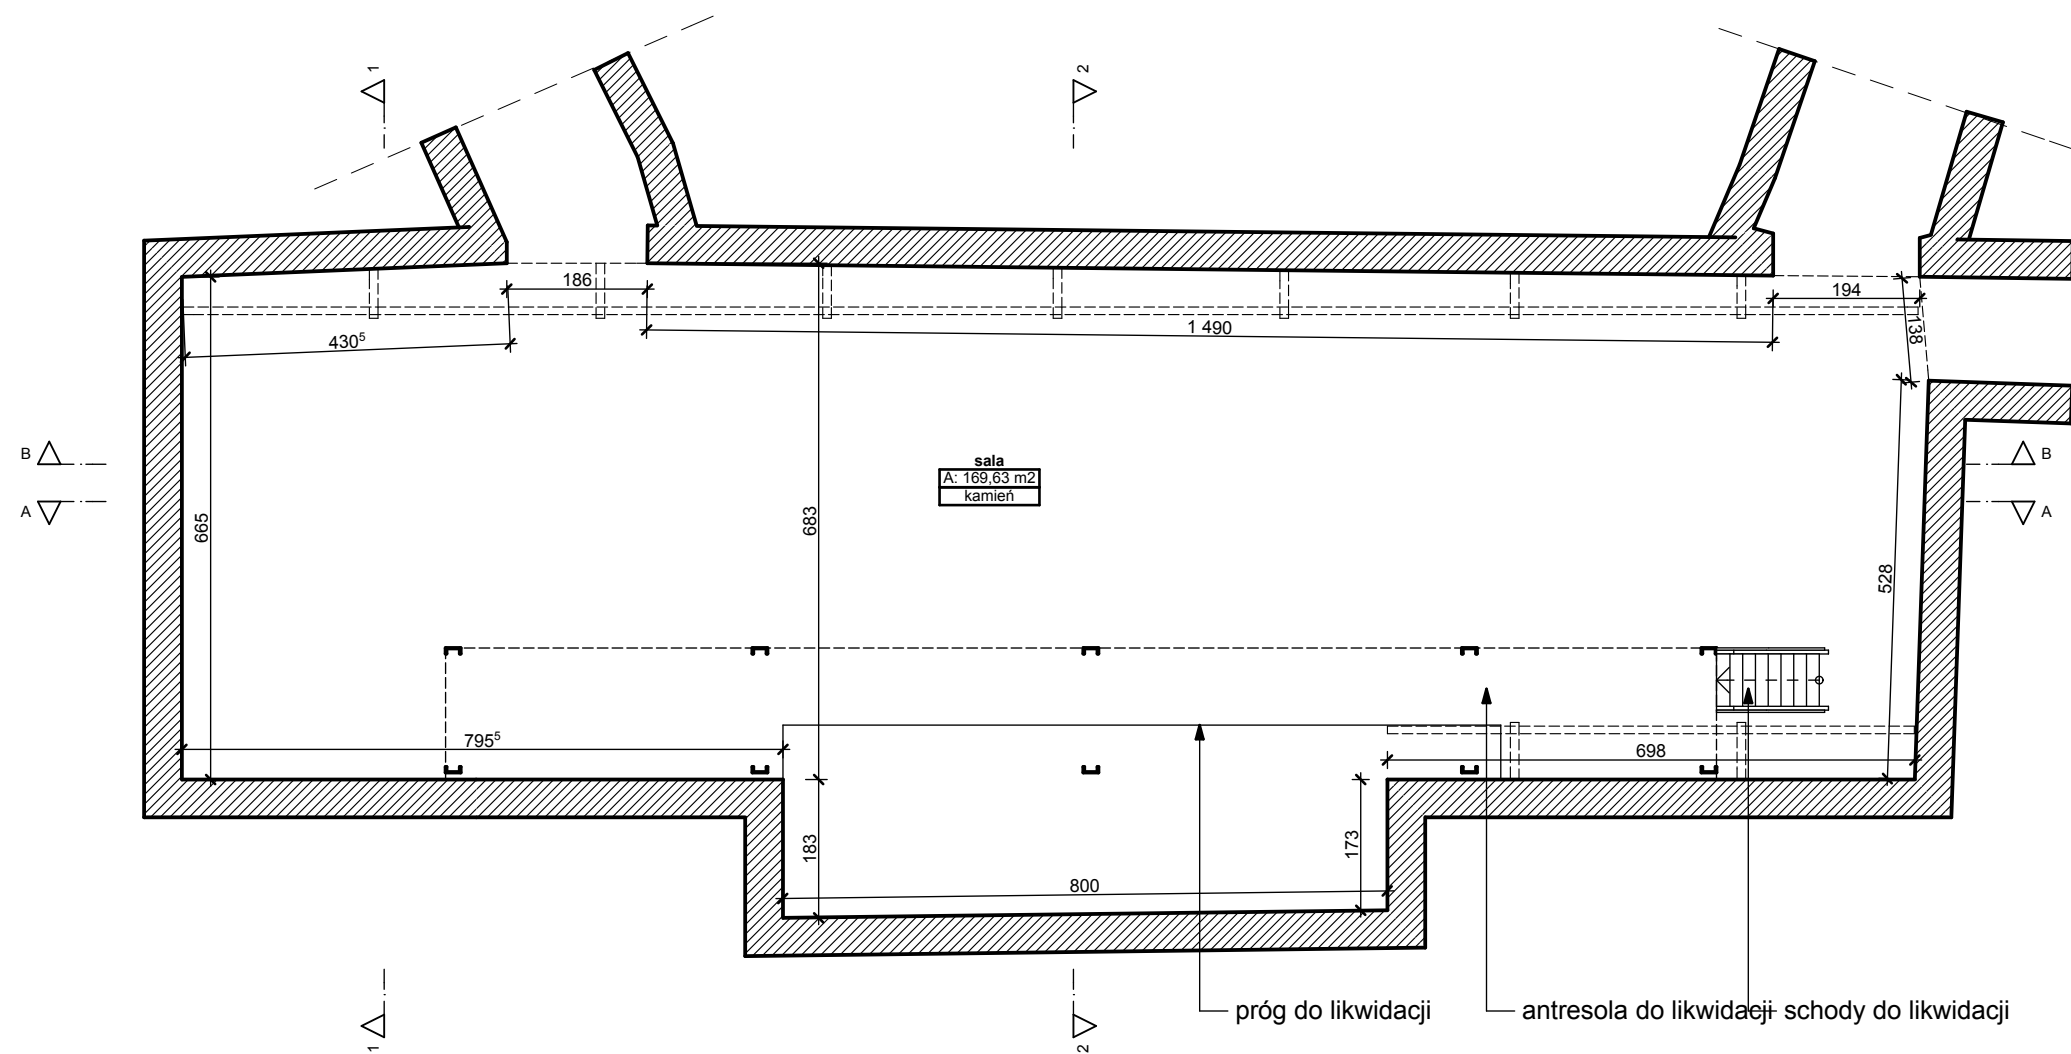 1
2
186
194
1 490
138
430⁵
B
sala
B
A: 169,63 m2
kamień
A
A
665
683
528
795⁵
698
183
173
800
próg do likwidacji
antresola do likwidacji
schody do likwidacji
1
2